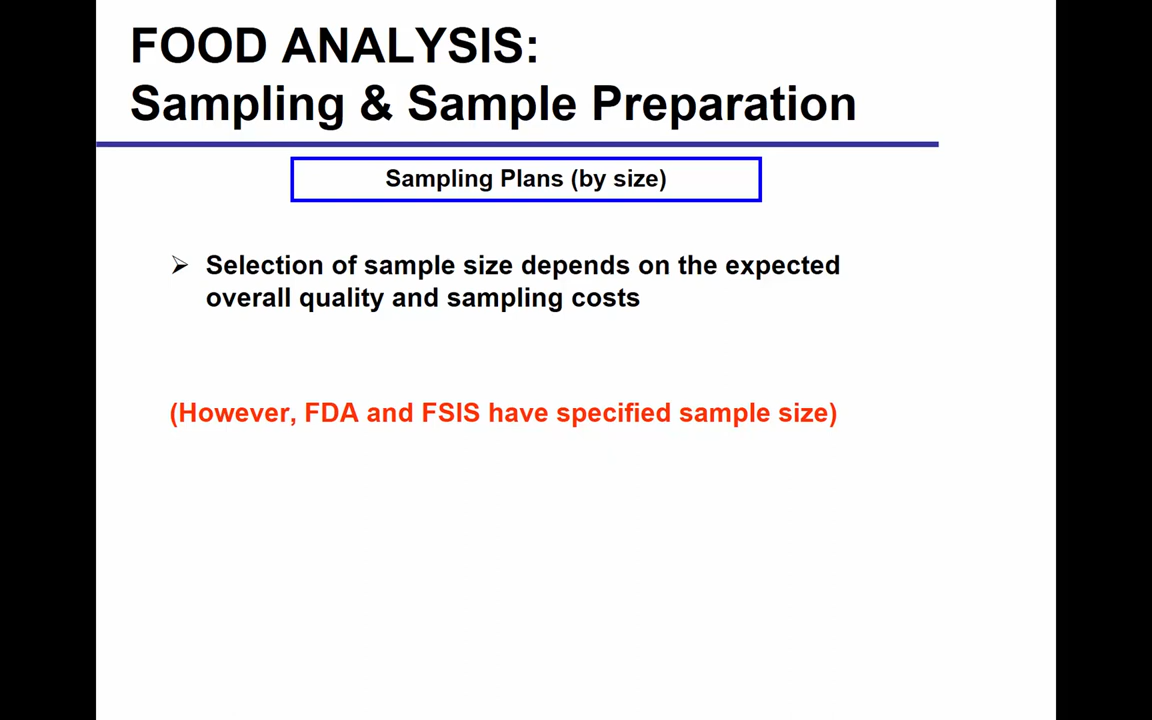 FOOD ANALYSIS:
Sampling & Sample Preparation
Sampling Plans (by size)
Selection of sample size depends on the expected
overall quality and sampling costs
(However, FDA and FSIS have specified sample size)